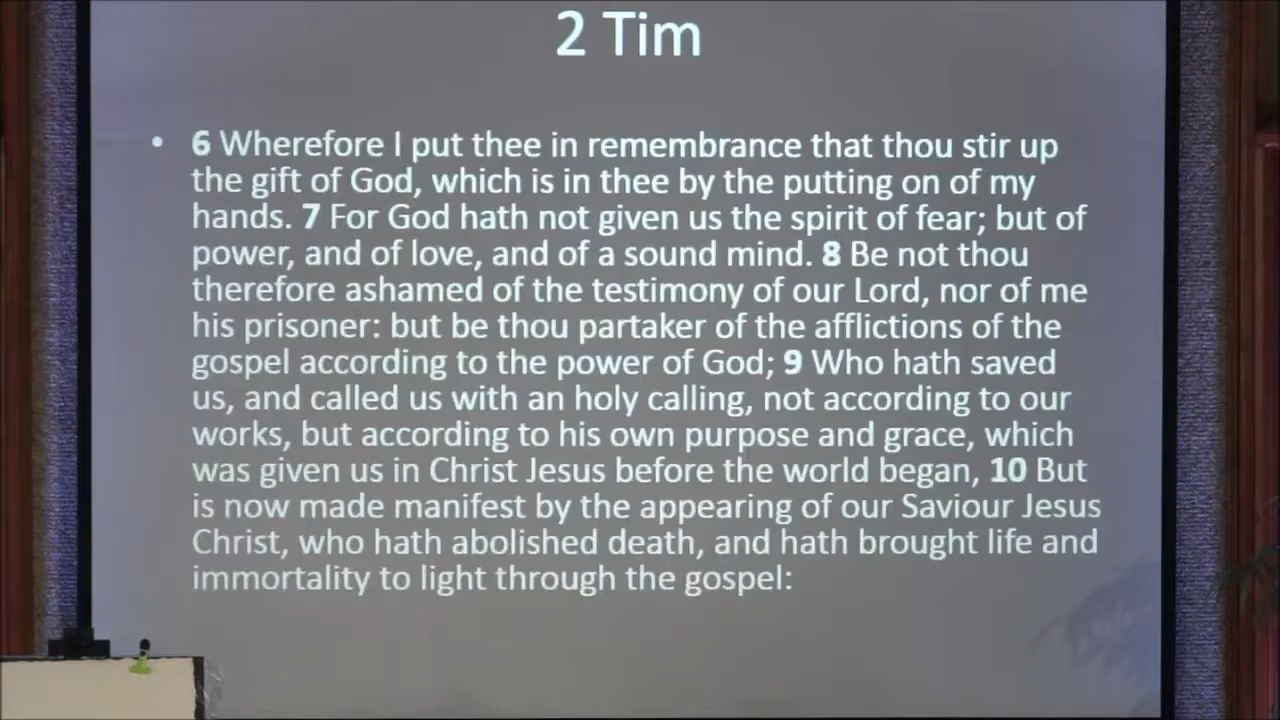 2 Tim
• 6 Wherefore I put thee in remembrance that thou stir up
the gift of God, which is in thee by the putting on of my
hands. 7 For God hath not given us the spirit of fear; but of
power, and of love, and of a sound mind. 8 Be not thou
therefore ashamed of the testimony of our Lord, nor of me
his prisoner: but be thou partaker of the afflictions of the
gospel according to the power of God; 9 Who hath saved
us, and called us with an holy calling, not according to our
works, but according to his own purpose and grace, which
was given us in Christ Jesus before the world began, 10 But
is now made manifest by the appearing of our Saviour Jesus
Christ, who hath abolished death, and hath brought life and
immortality to light through the gospel: